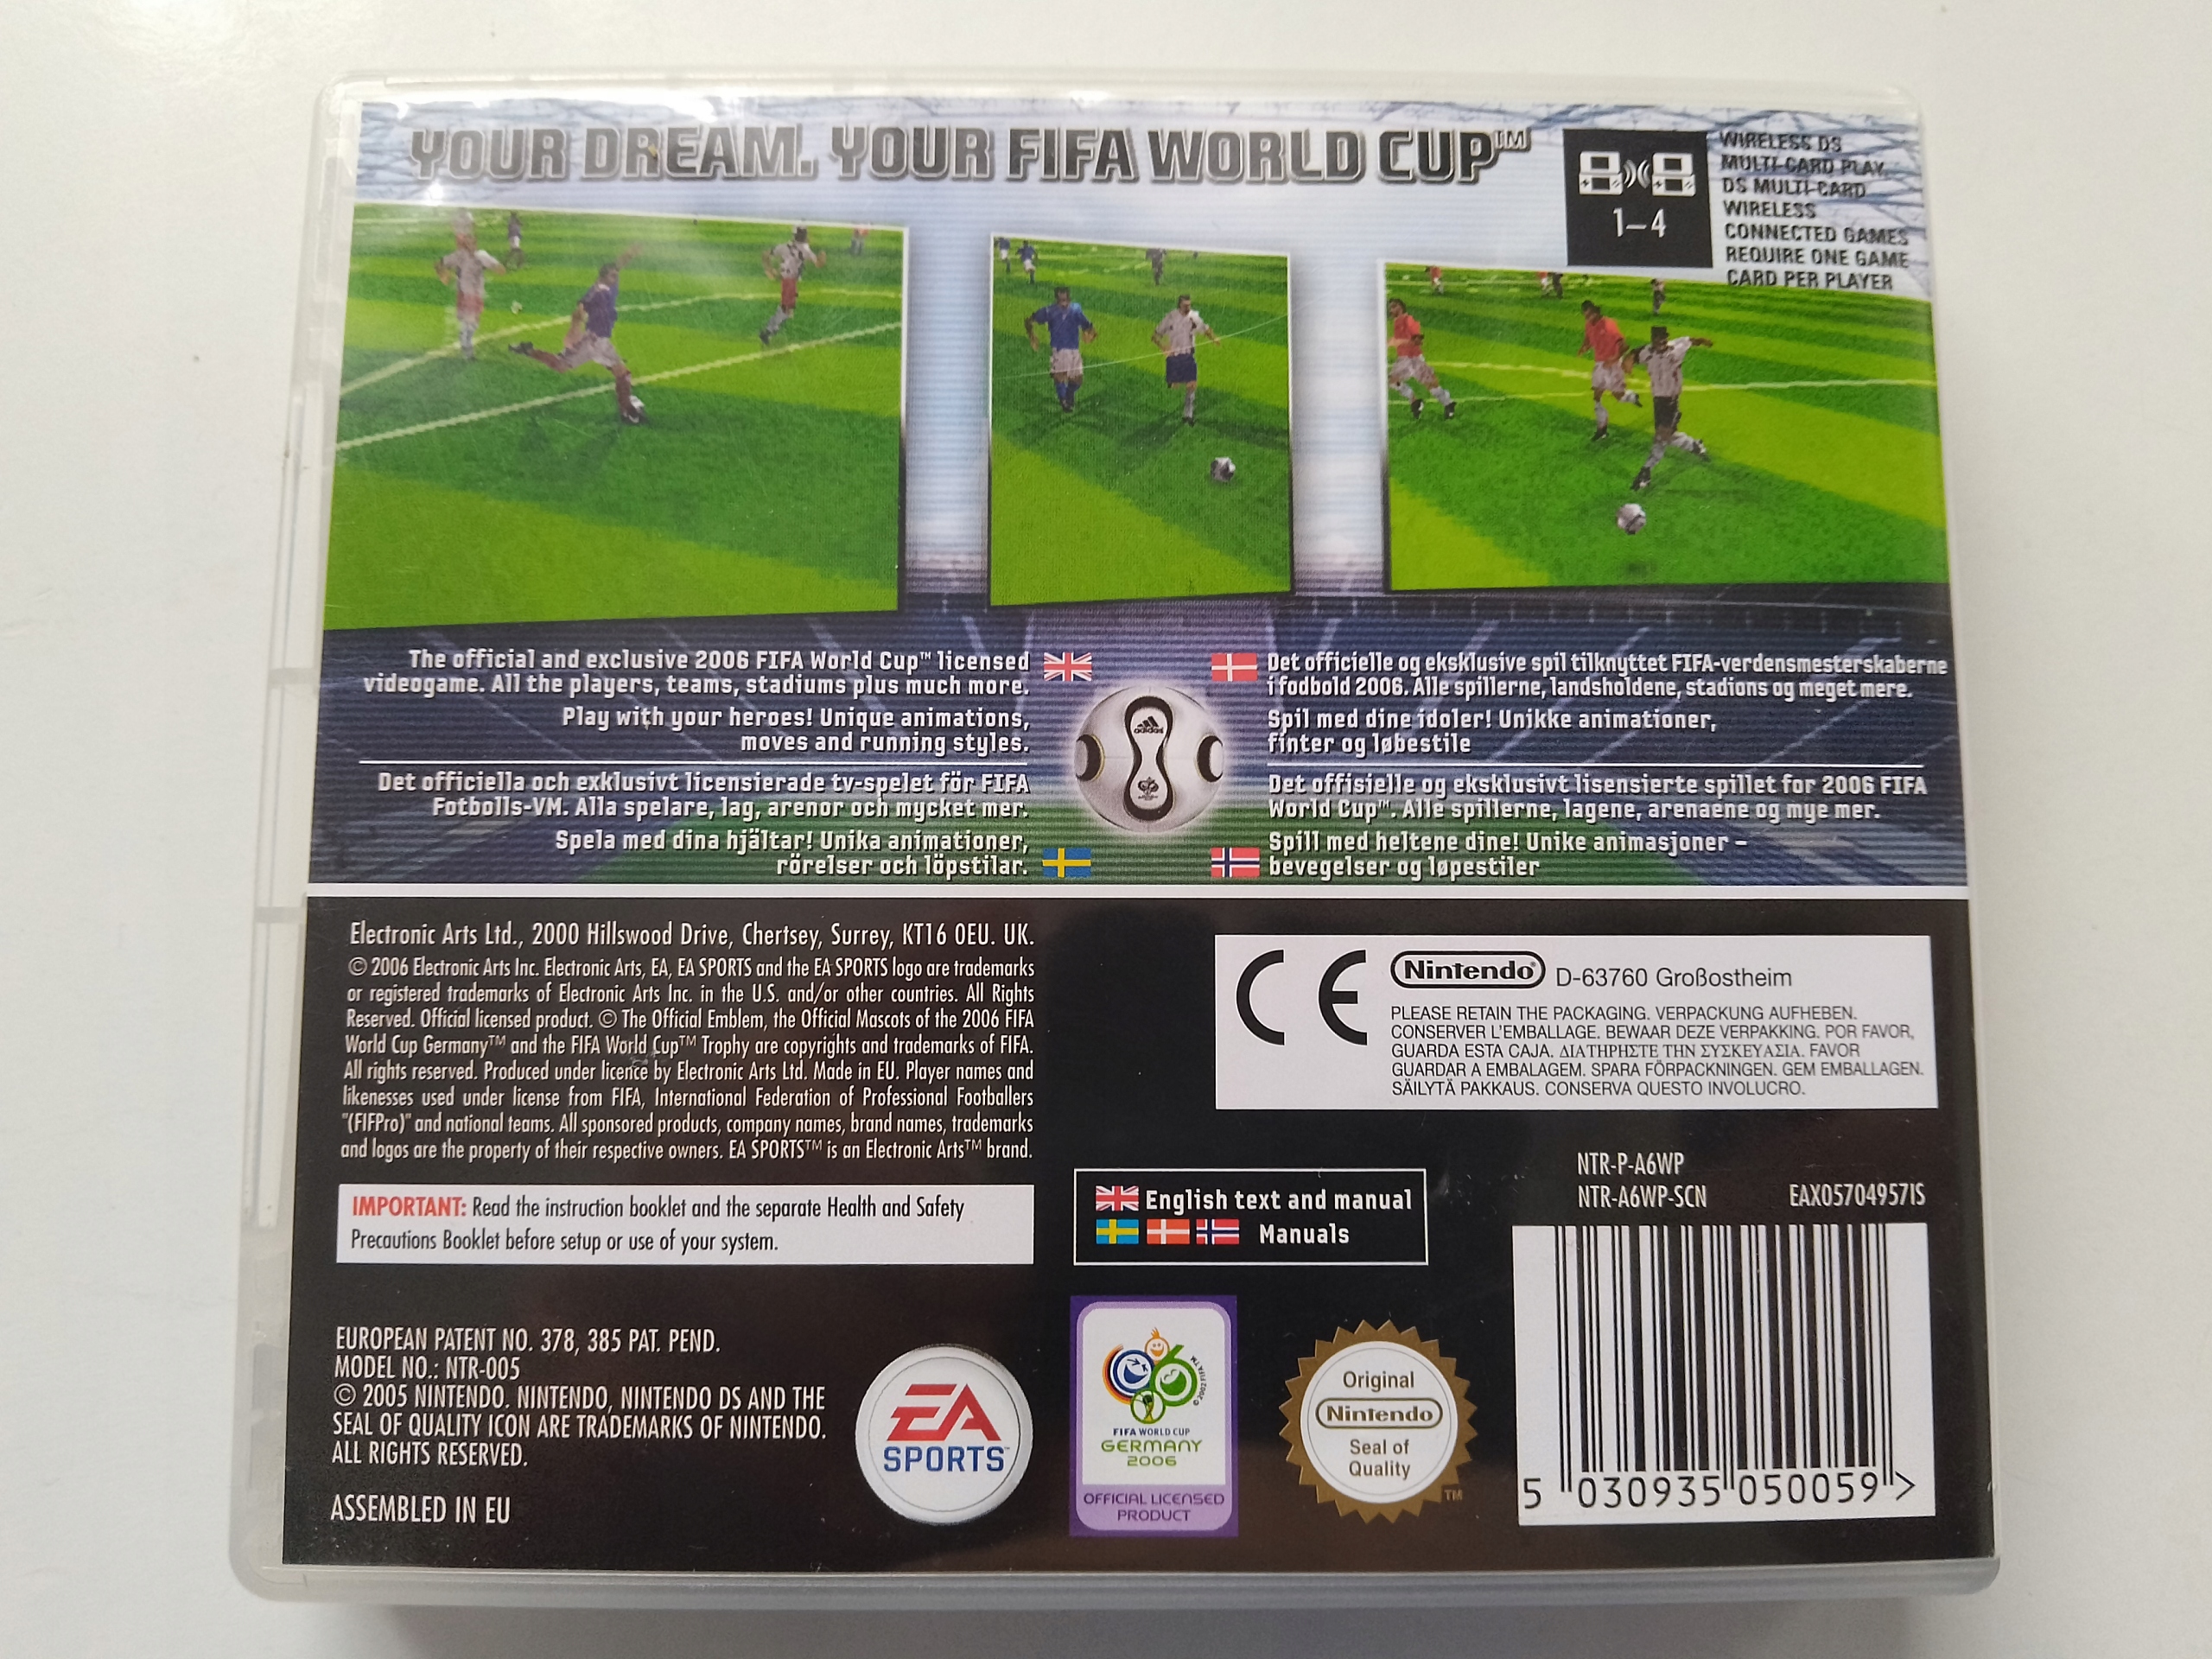 YOUR DREAM. YOUR FIFA WORLD CUP™
1-4
WIRELESS DS
MULTI-CARD PLAY.
DS MULTI-CARD
WIRELESS
CONNECTED GAMES
REQUIRE ONE GAME
CARD PER PLAYER
The official and exclusive 2006 FIFA World Cup™ licensed
videogame. All the players, teams, stadiums plus much more.
Play with your heroes! Unique animations,
moves and running styles.
Det officiella och exklusivt licensierade tv-spelet för FIFA
Fotbolls-VM. Alla spelare, lag, arenor och mycket mer.
Spela med dina hjältar! Unika animationer,
rörelser och löpstilar.
adidas
Det officielle og eksklusive spil tilknyttet FIFA-verdensmesterskaberne
i fodbold 2006. Alle spillerne, landsholdene, stadions og meget mere.
Spil med dine idoler! Unikke animationer,
finter og løbestile
Det offisielle og eksklusivt lisensierte spillet for 2006 FIFA
World Cup™. Alle spillerne, lagene, arenaene og mye mer.
Spill med heltene dine! Unike animasjoner –
bevegelser og løpestiler
Electronic Arts Ltd., 2000 Hillswood Drive, Chertsey, Surrey, KT16 0EU. UK.
© 2006 Electronic Arts Inc. Electronic Arts, EA, EA SPORTS and the EA SPORTS logo are trademarks
or registered trademarks of Electronic Arts Inc. in the U.S. and/or other countries. All Rights
Reserved. Official licensed product. © The Official Emblem, the Official Mascots of the 2006 FIFA
World Cup Germany™ and the FIFA World Cup™ Trophy are copyrights and trademarks of FIFA.
All rights reserved. Produced under licence by Electronic Arts Ltd. Made in EU. Player names and
likenesses used under license from FIFA, International Federation of Professional Footballers
"(FIFPro)" and national teams. All sponsored products, company names, brand names, trademarks
and logos are the property of their respective owners. EA SPORTS™ is an Electronic Arts™ brand.
IMPORTANT: Read the instruction booklet and the separate Health and Safety
Precautions Booklet before setup or use of your system.
EUROPEAN PATENT NO. 378, 385 PAT. PEND.
MODEL NO.: NTR-005
© 2005 NINTENDO. NINTENDO, NINTENDO DS AND THE
SEAL OF QUALITY ICON ARE TRADEMARKS OF NINTENDO.
ALL RIGHTS RESERVED.
ASSEMBLED IN EU
EA
SPORTS™
CE
Nintendo® D-63760 Großostheim
PLEASE RETAIN THE PACKAGING. VERPACKUNG AUFHEBEN.
CONSERVER L'EMBALLAGE. BEWAAR DEZE VERPAKKING. POR FAVOR,
GUARDA ESTA CAJA. ΔΙΑΤΗΡΗΣΤΕ ΤΗΝ ΣΥΣΚΕΥΑΣΙΑ. FAVOR
GUARDAR A EMBALAGEM. SPARA FÖRPACKNINGEN. GEM EMBALLAGEN.
SÄILYTÄ PAKKAUS. CONSERVA QUESTO INVOLUCRO.
English text and manual
Manuals
NTR-P-A6WP
NTR-A6WP-SCN
EAX05704957IS
© 2002 FIFA TM
FIFA WORLD CUP
GERMANY
2006
OFFICIAL LICENSED
PRODUCT
Original
Nintendo
Seal of
Quality
TM
5 030935 050059 >